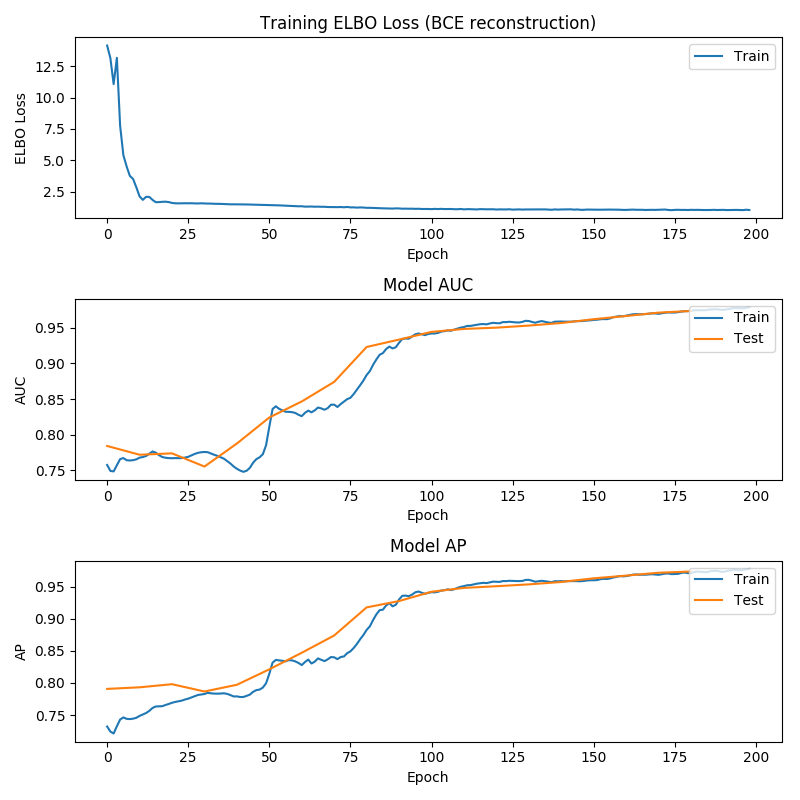 Training ELBO Loss (BCE reconstruction)
ELBO Loss
12.5
10.0
7.5
5.0
2.5
Train
0 25 50 75 100 125 150 175 200
Epoch
Model AUC
AUC
0.95
0.90
0.85
0.80
0.75
Train
Test
0 25 50 75 100 125 150 175 200
Epoch
Model AP
AP
0.95
0.90
0.85
0.80
0.75
Train
Test
0 25 50 75 100 125 150 175 200
Epoch